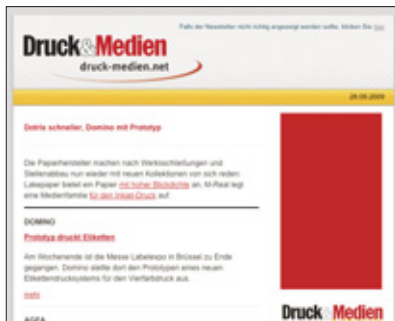 Falls der Newsletter nicht richtig angezeigt werden sollte, klicken Sie hier
Druck&Medien
druck-medien.net
28.09.2009
Dotrix schneller, Domino mit Prototyp
Die Papierhersteller machen nach Werksschließungen und
Stellenabbau nun wieder mit neuen Kollektionen von sich reden:
Lakepaper bietet ein Papier mit hoher Blickdichte an, M-Real legt
eine Medienfamilie für den Inkjet-Druck auf.
DOMINO
Prototyp druckt Etiketten
Am Wochenende ist die Messe Labelexpo in Brüssel zu Ende
gegangen. Domino stellte dort den Prototypen eines neuen
Etikettendrucksystems für den Vierfarbdruck aus.
mehr
AGFA
Druck&Medien